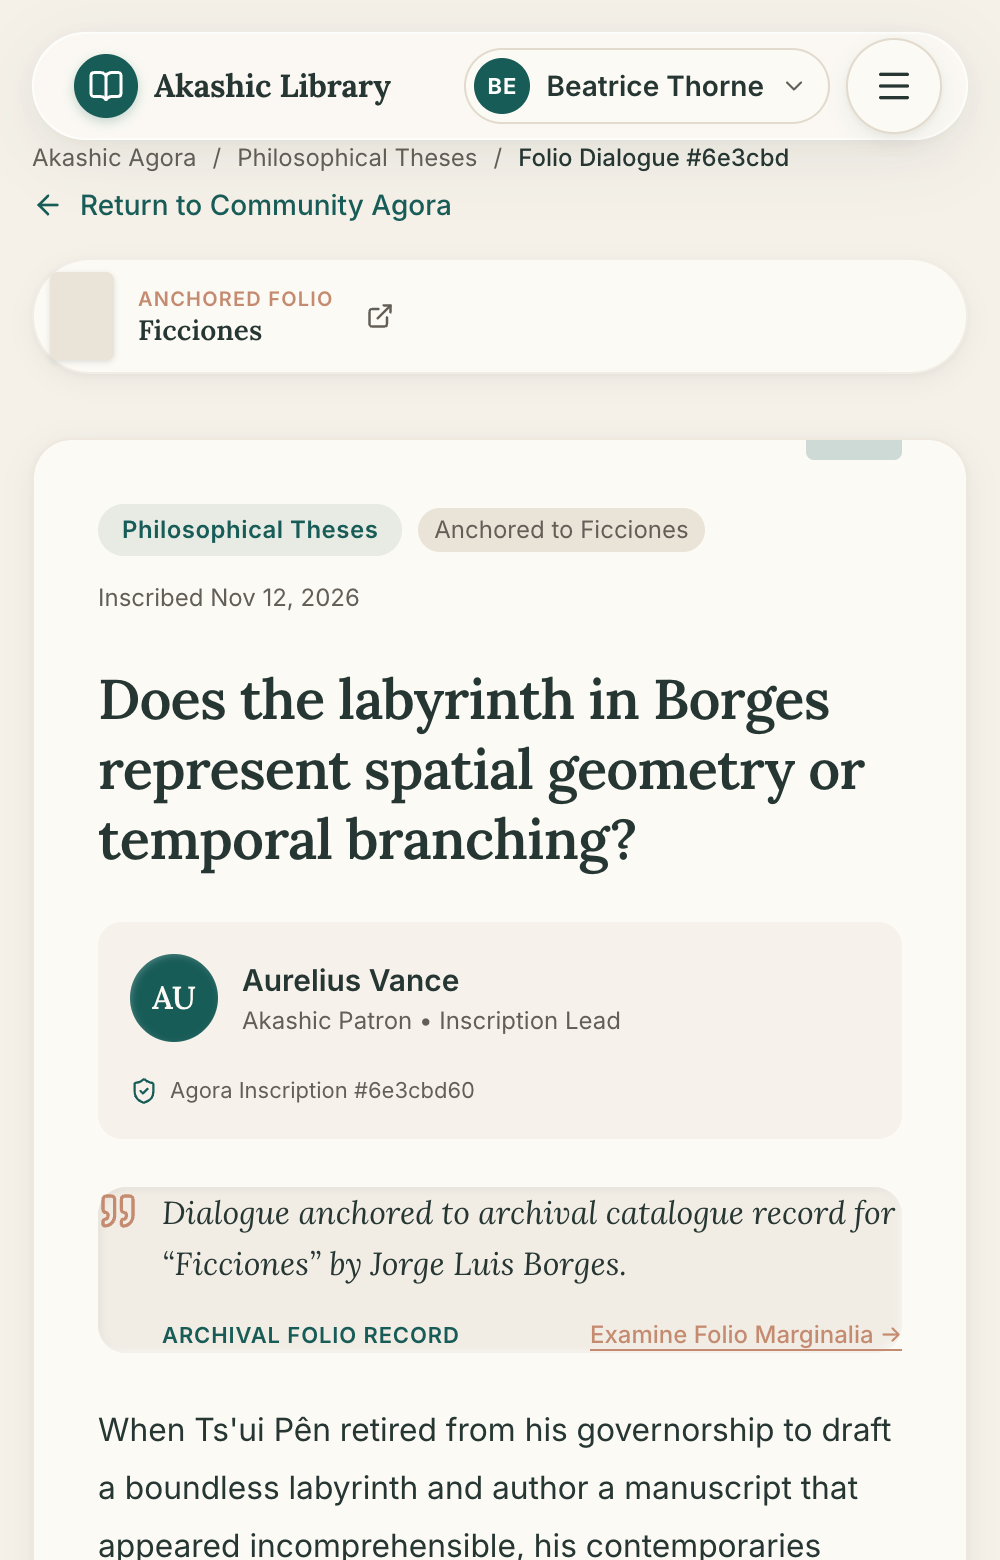 Akashic Library
BE
Beatrice Thorne
Akashic Agora / Philosophical Theses / Folio Dialogue #6e3cbd
Return to Community Agora
ANCHORED FOLIO
Ficciones
Philosophical Theses
Anchored to Ficciones
Inscribed Nov 12, 2026
Does the labyrinth in Borges
represent spatial geometry or
temporal branching?
AU
Aurelius Vance
Akashic Patron • Inscription Lead
Agora Inscription #6e3cbd60
Dialogue anchored to archival catalogue record for
“Ficciones” by Jorge Luis Borges.
ARCHIVAL FOLIO RECORD
Examine Folio Marginalia →
When Ts'ui Pên retired from his governorship to draft
a boundless labyrinth and author a manuscript that
appeared incomprehensible, his contemporaries